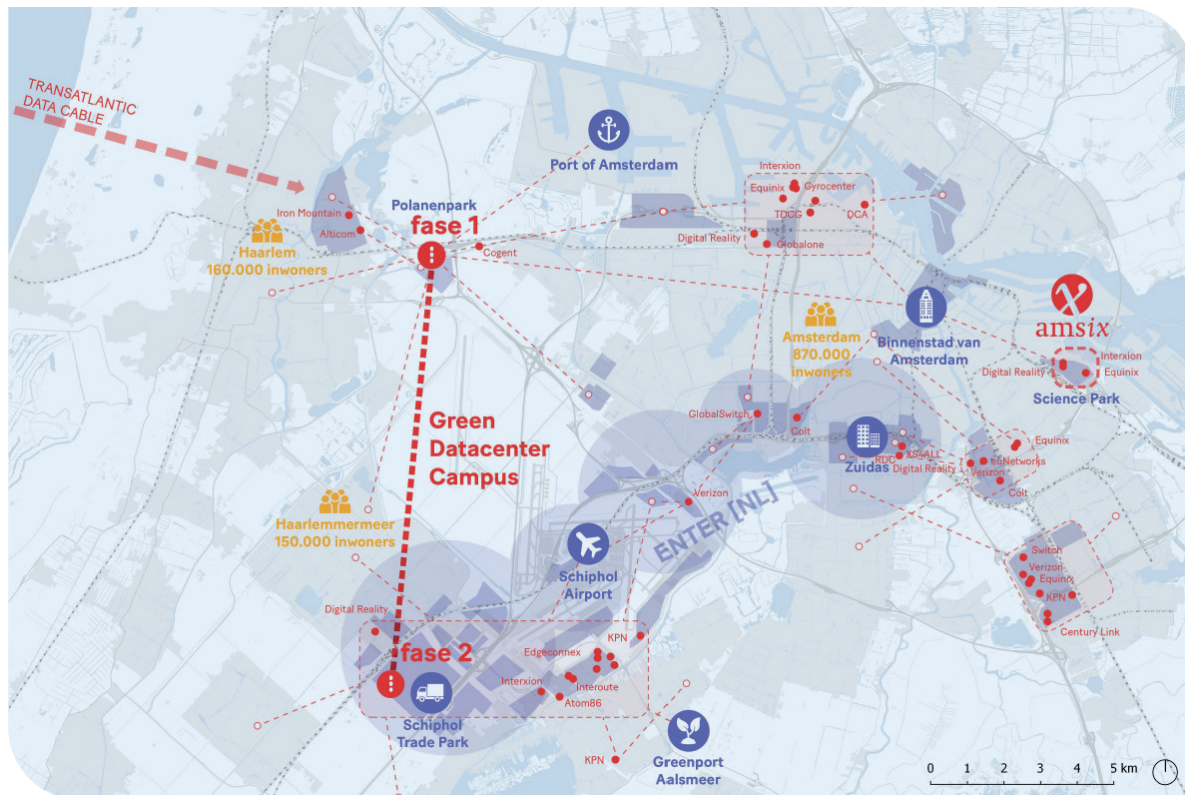 TRANSATLANTIC
DATA CABLE
Port of Amsterdam
Interxion
Equinix
Gyrocenter
TDCG
DCA
Digital Reality
Globalone
Iron Mountain
Alticom
Polanenpark
fase 1
Cogent
Haarlem
160.000 inwoners
amsix
Amsterdam
870.000
inwoners
Binnenstad van
Amsterdam
Interxion
Digital Reality
Equinix
Science Park
GlobalSwitch
Colt
Green
Datacenter
Campus
Zuidas
RDC
XS4ALL
Digital Reality
Equinix
euNetworks
Verizon
Colt
Verizon
ENTER [NL]
Haarlemmermeer
150.000 inwoners
Schiphol
Airport
Switch
Verizon
Equinix
KPN
Century Link
Digital Reality
fase 2
KPN
Edgeconnex
Interxion
Interoute
Atom86
Schiphol
Trade Park
KPN
Greenport
Aalsmeer
0 1 2 3 4 5 km